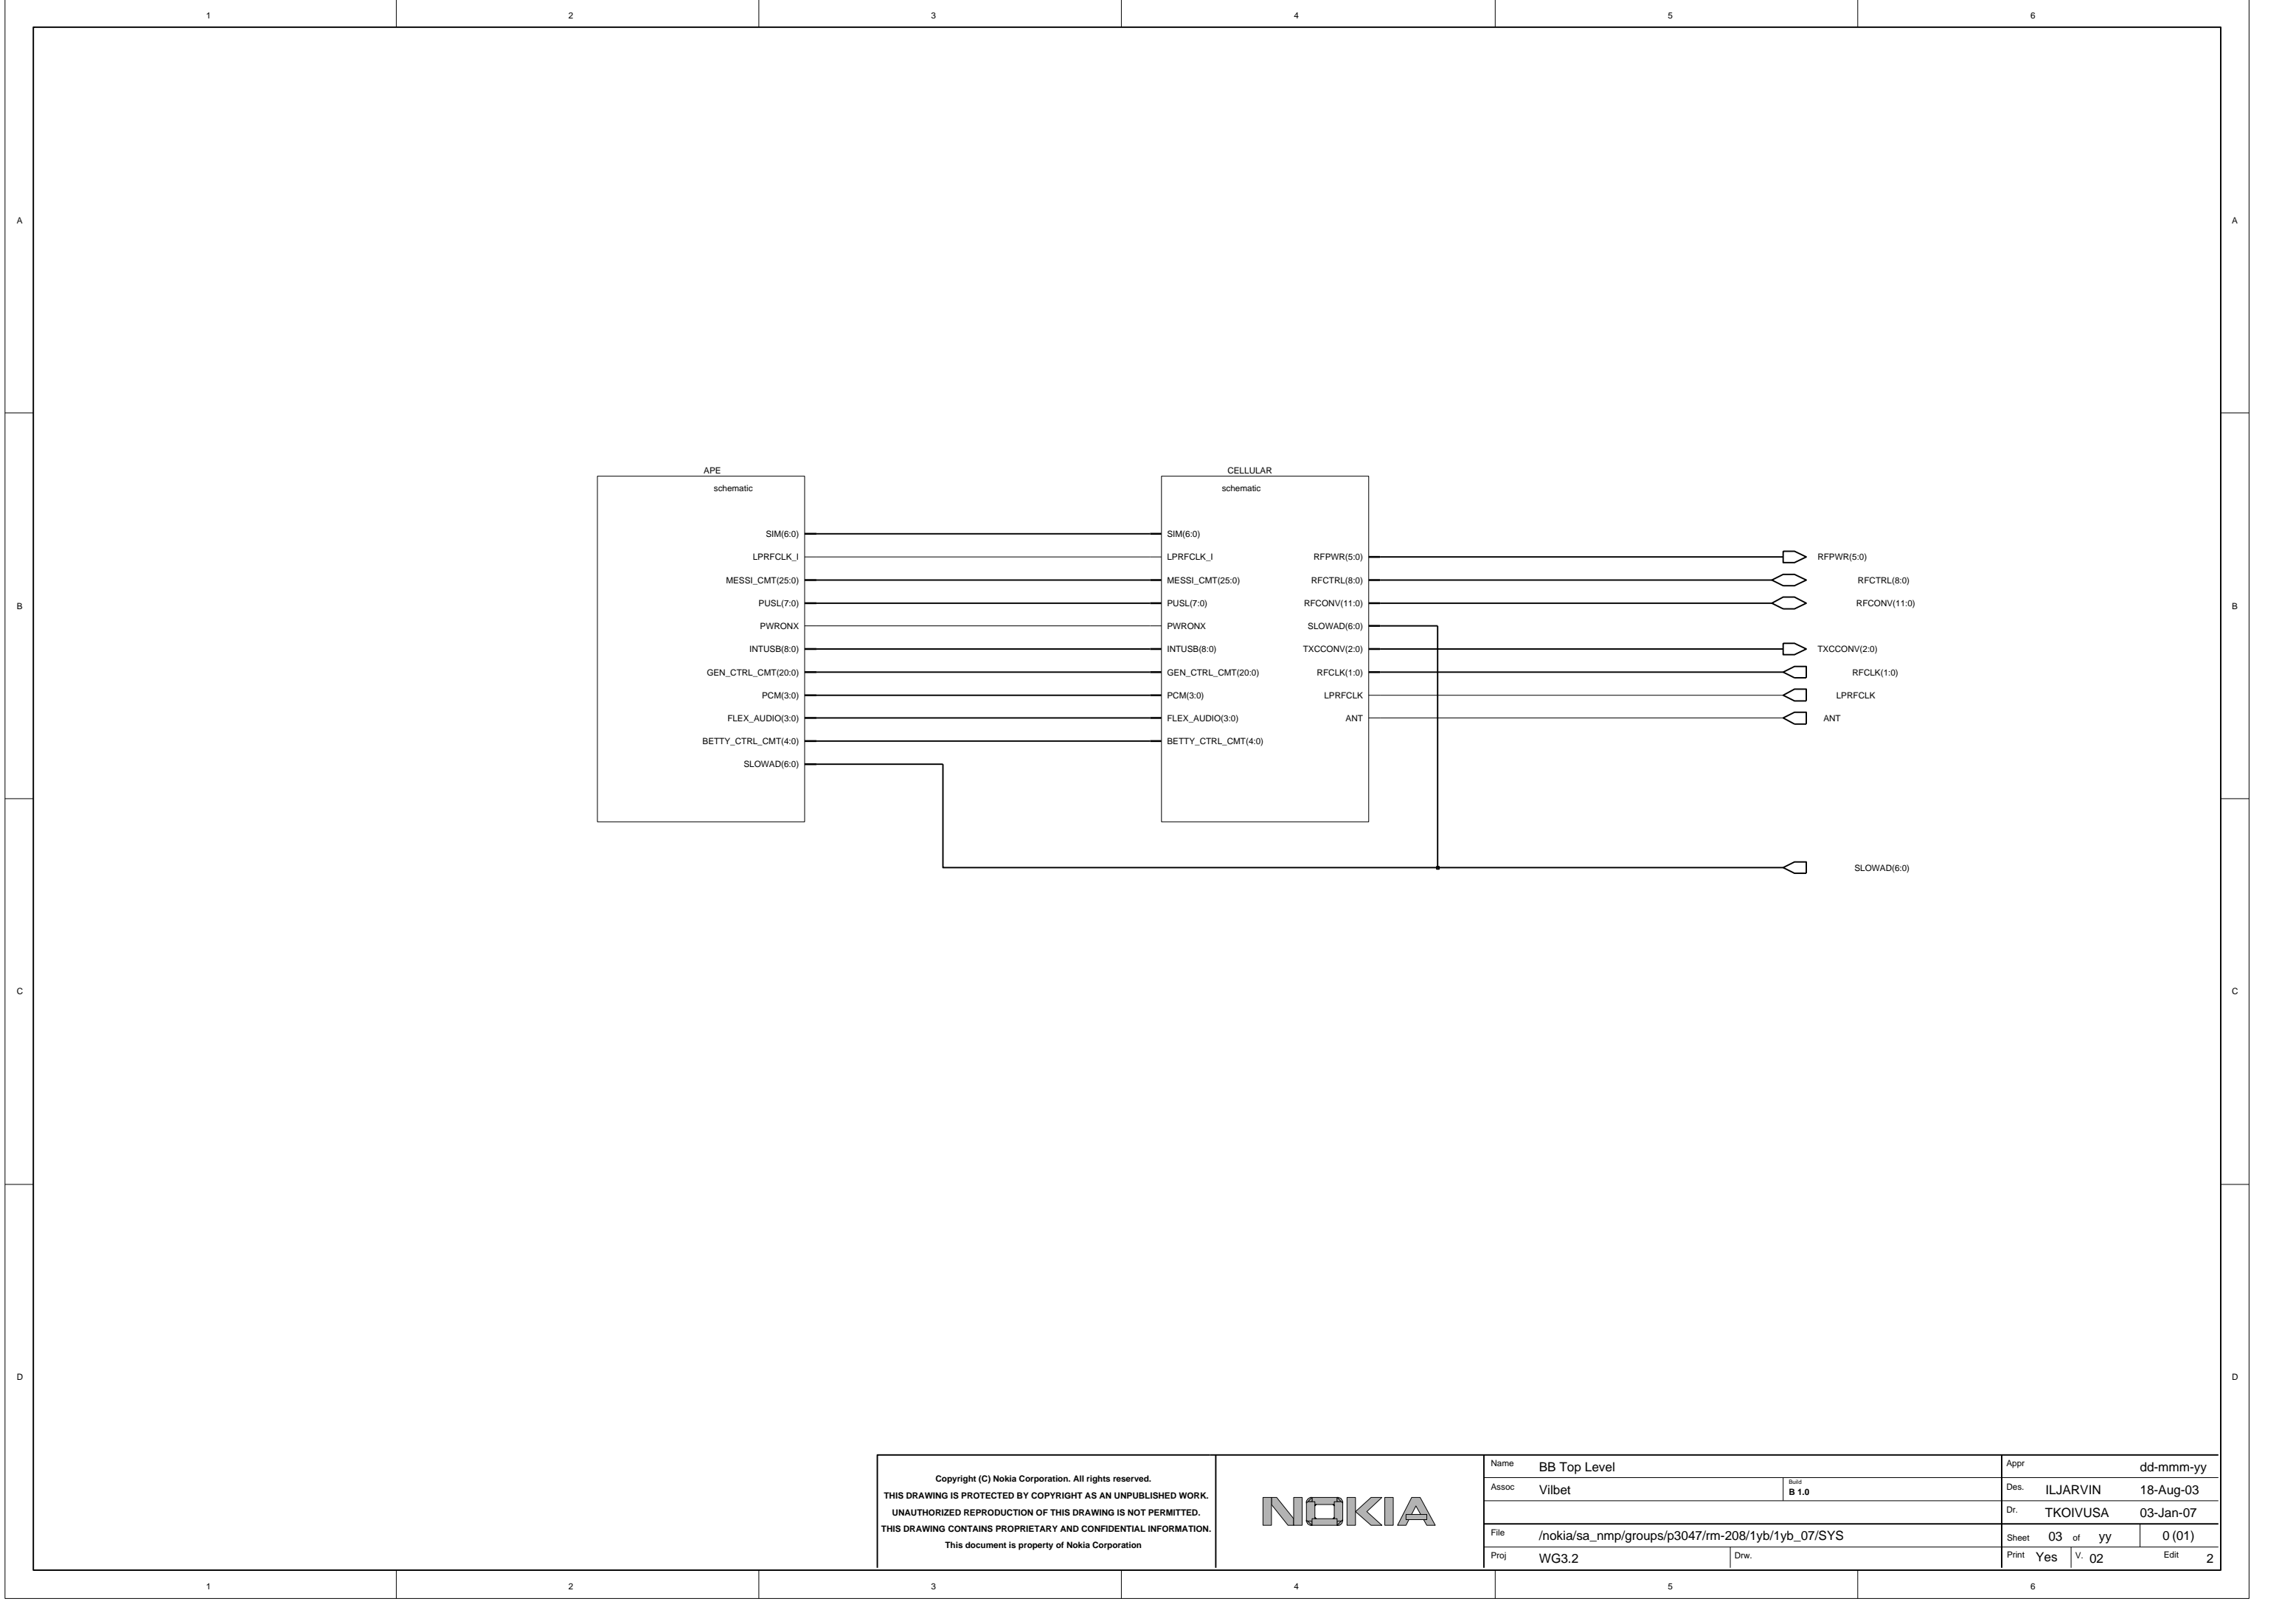 1 2 3 4 5 6
A A
B B
C C
D D
APE
schematic
SIM(6:0)
LPRFCLK_I
MESSI_CMT(25:0)
PUSL(7:0)
PWRONX
INTUSB(8:0)
GEN_CTRL_CMT(20:0)
PCM(3:0)
FLEX_AUDIO(3:0)
BETTY_CTRL_CMT(4:0)
SLOWAD(6:0)
CELLULAR
schematic
SIM(6:0)
LPRFCLK_I
MESSI_CMT(25:0)
PUSL(7:0)
PWRONX
INTUSB(8:0)
GEN_CTRL_CMT(20:0)
PCM(3:0)
FLEX_AUDIO(3:0)
BETTY_CTRL_CMT(4:0)
RFPWR(5:0)
RFCTRL(8:0)
RFCONV(11:0)
SLOWAD(6:0)
TXCCONV(2:0)
RFCLK(1:0)
LPRFCLK
ANT
RFPWR(5:0)
RFCTRL(8:0)
RFCONV(11:0)
TXCCONV(2:0)
RFCLK(1:0)
LPRFCLK
ANT
SLOWAD(6:0)
Copyright (C) Nokia Corporation. All rights reserved.
THIS DRAWING IS PROTECTED BY COPYRIGHT AS AN UNPUBLISHED WORK.
UNAUTHORIZED REPRODUCTION OF THIS DRAWING IS NOT PERMITTED.
THIS DRAWING CONTAINS PROPRIETARY AND CONFIDENTIAL INFORMATION.
This document is property of Nokia Corporation
NOKIA
Name BB Top Level
Assoc Vilbet Build B 1.0
File /nokia/sa_nmp/groups/p3047/rm-208/1yb/1yb_07/SYS
Proj WG3.2 Drw.
Appr dd-mmm-yy
Des. ILJARVIN 18-Aug-03
Dr. TKOIVUSA 03-Jan-07
Sheet 03 of yy 0 (01)
Print Yes V. 02 Edit 2
1 2 3 4 5 6